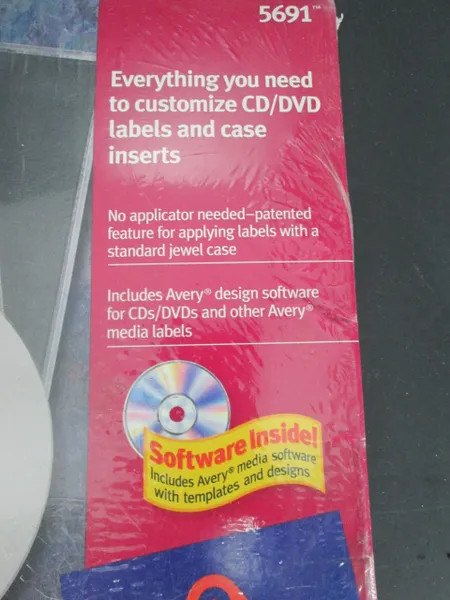 5691™
Everything you need
to customize CD/DVD
labels and case
inserts
No applicator needed–patented
feature for applying labels with a
standard jewel case
Includes Avery® design software
for CDs/DVDs and other Avery®
media labels
Software Inside!
Includes Avery® media software
with templates and designs